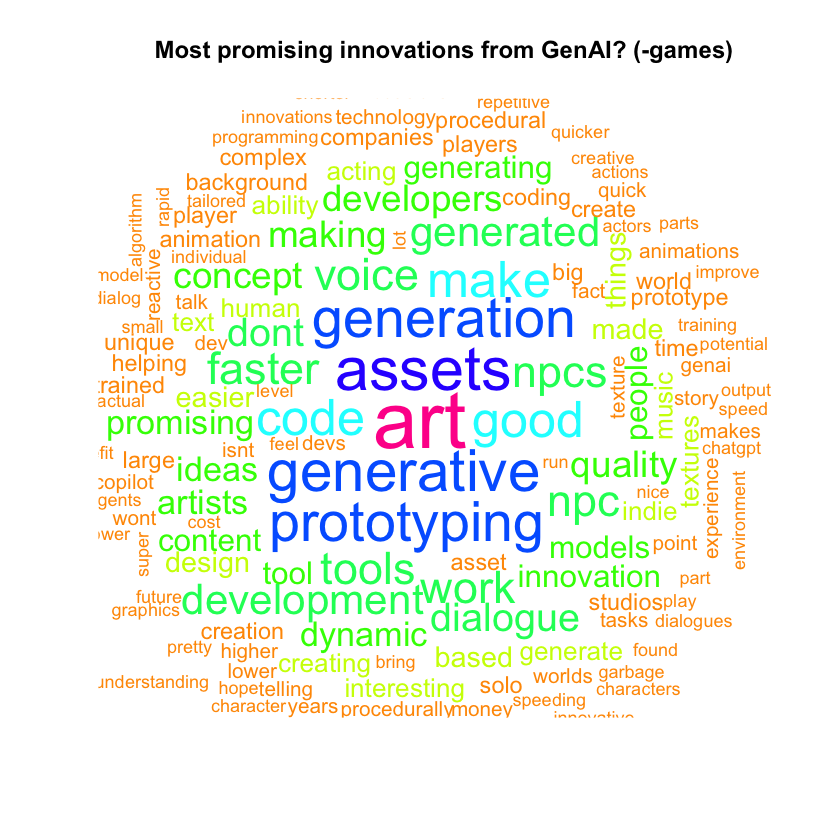 Most promising innovations from GenAI? (-games)
repetitive
innovations technology procedural quicker
programming companies players
complex acting generating creative
background developers coding quick actions
tailored ability create
rapid player making generated actors parts
algorithm animation lot things animations
individual concept voice make big world improve
model reactive fact prototype
dialog talk human generation
small text dont made training
unique dev time potential
helping faster assets npcs people genai
trained easier level texture music story output
actual code art good speed
promising makes
fit isnt feel devs chatgpt
large ideas generative run quality textures
copilot nice experience
gents artists npc indie environment
wont cost prototyping
super content asset models point
design tool tools innovation part
future development work studios play
graphics dialogue tasks dialogues
creation dynamic
pretty higher based generate found
lower creating bring worlds garbage
understanding hope telling interesting solo characters
character years procedurally money speeding
innovative